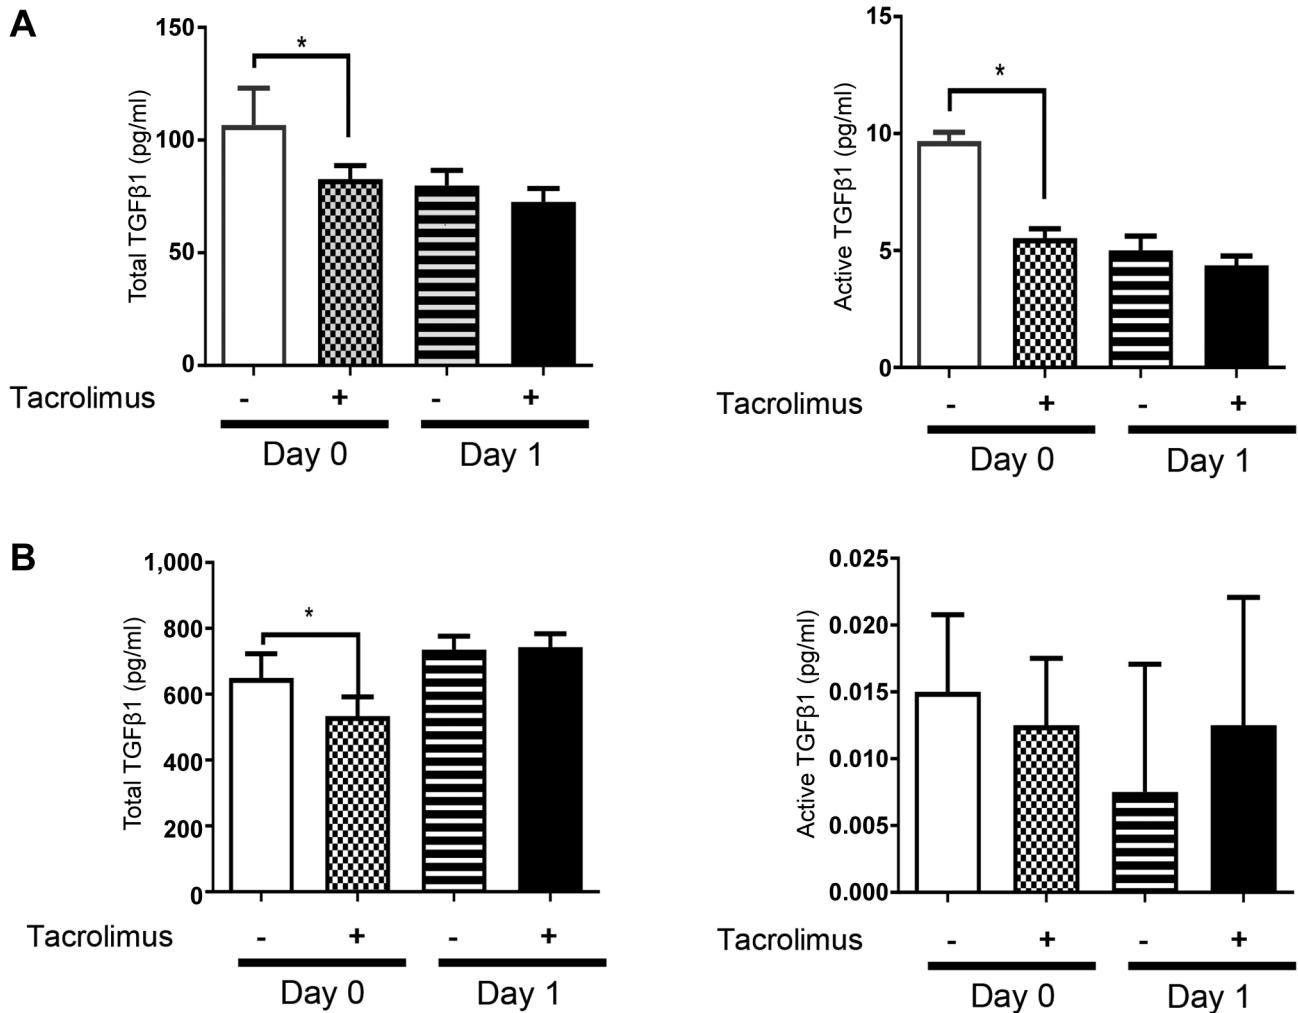 A
Total TGFβ1 (pg/ml)
150
100
50
0
*
Tacrolimus - + - +
Day 0 Day 1
Active TGFβ1 (pg/ml)
15
10
5
0
*
Tacrolimus - + - +
Day 0 Day 1
B
Total TGFβ1 (pg/ml)
1,000
800
600
400
200
0
*
Tacrolimus - + - +
Day 0 Day 1
Active TGFβ1 (pg/ml)
0.025
0.020
0.015
0.010
0.005
0.000
Tacrolimus - + - +
Day 0 Day 1